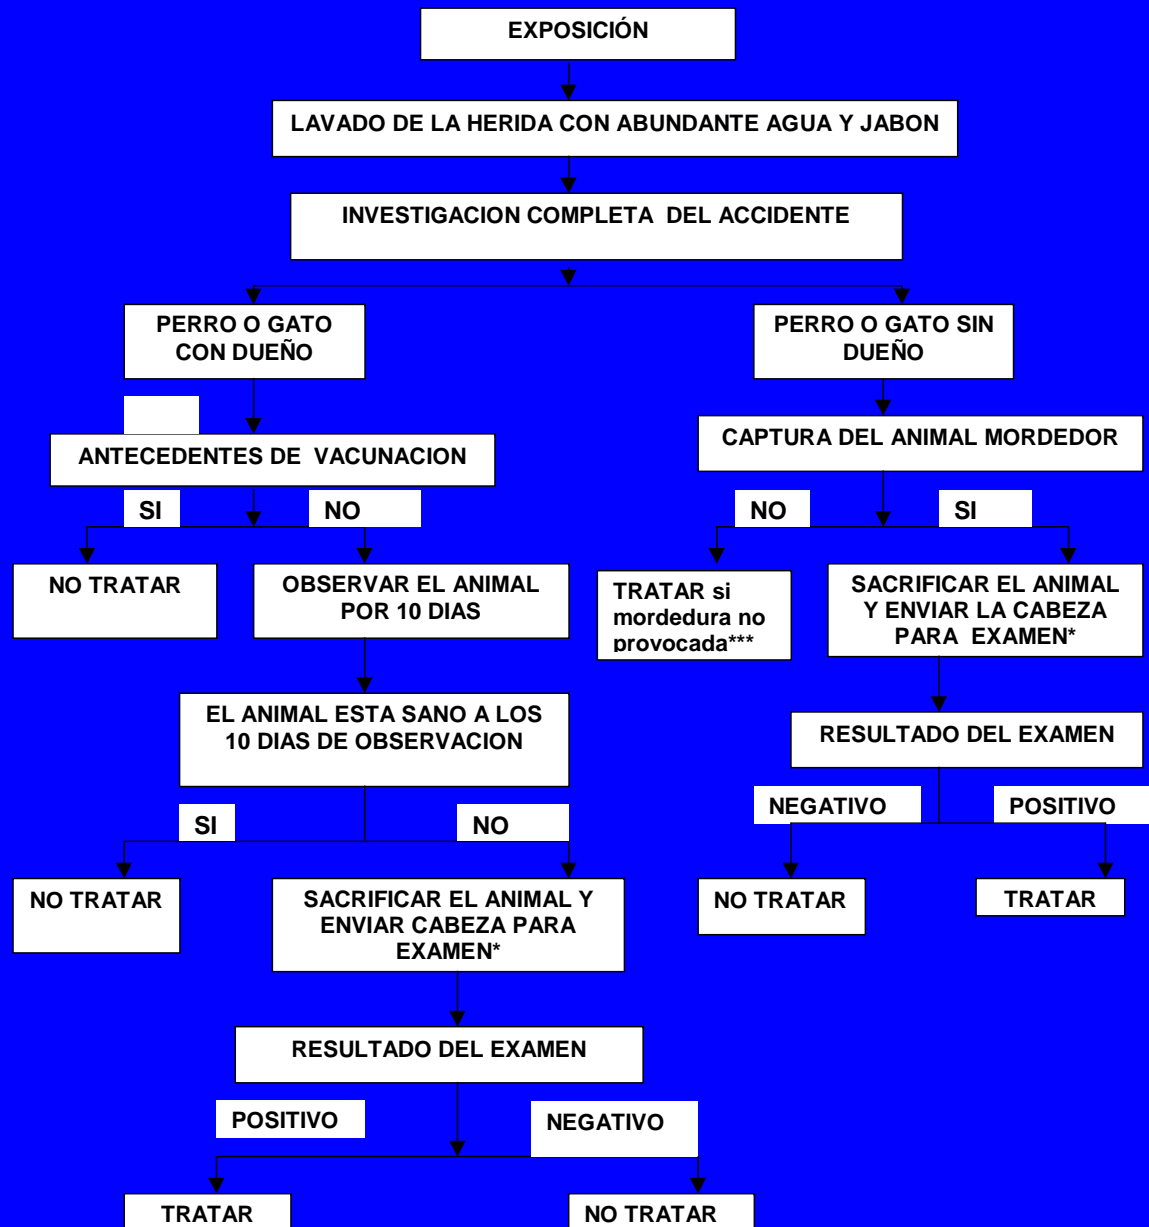 EXPOSICIÓN
LAVADO DE LA HERIDA CON ABUNDANTE AGUA Y JABON
INVESTIGACION COMPLETA DEL ACCIDENTE
PERRO O GATO
CON DUEÑO
PERRO O GATO SIN
DUEÑO
ANTECEDENTES DE VACUNACION
CAPTURA DEL ANIMAL MORDEDOR
SI
NO
NO
SI
NO TRATAR
OBSERVAR EL ANIMAL
POR 10 DIAS
TRATAR si
mordedura no
provocada***
SACRIFICAR EL ANIMAL
Y ENVIAR LA CABEZA
PARA EXAMEN*
EL ANIMAL ESTA SANO A LOS
10 DIAS DE OBSERVACION
RESULTADO DEL EXAMEN
SI
NO
NEGATIVO
POSITIVO
NO TRATAR
SACRIFICAR EL ANIMAL Y
ENVIAR CABEZA PARA
EXAMEN*
NO TRATAR
TRATAR
RESULTADO DEL EXAMEN
POSITIVO
NEGATIVO
TRATAR
NO TRATAR